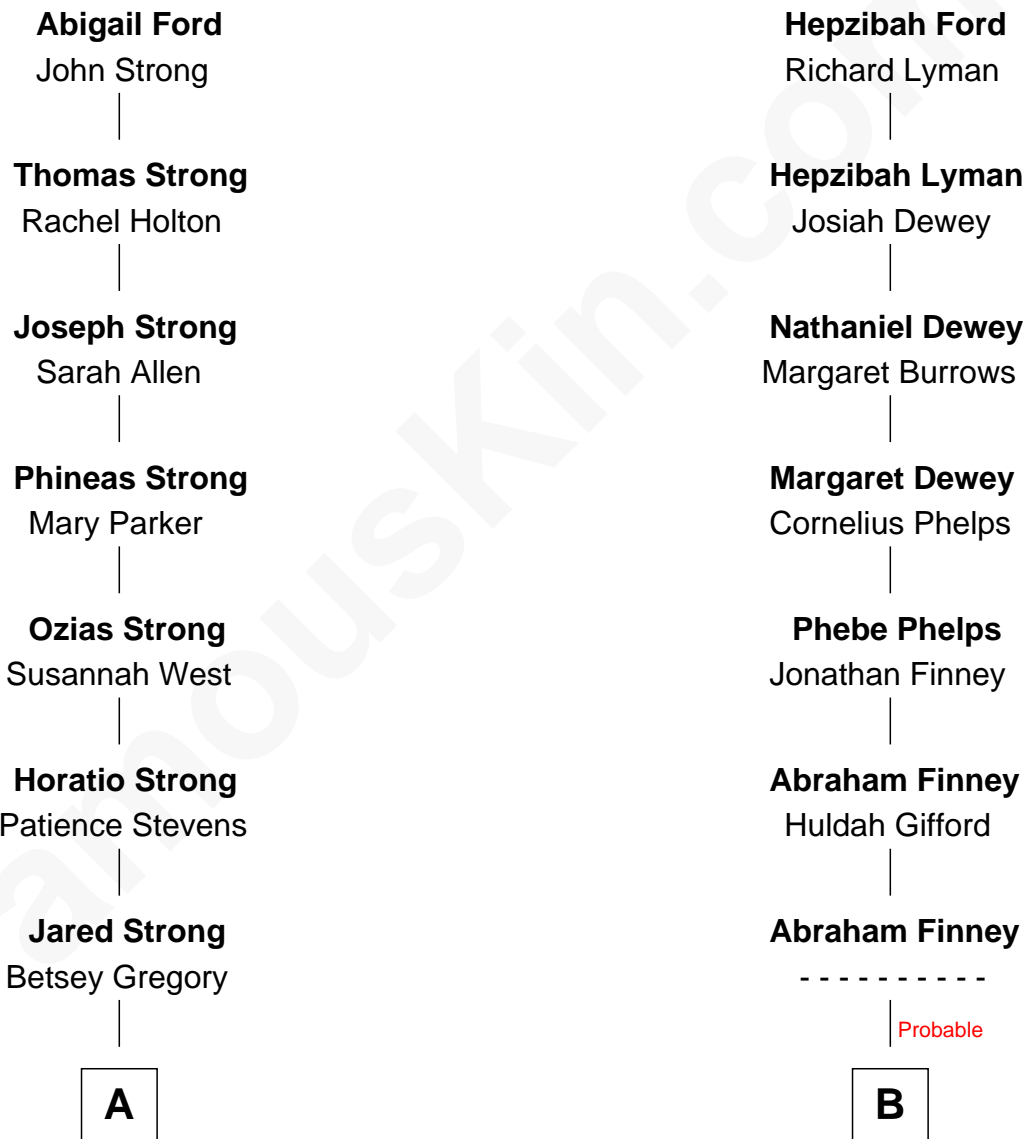 Abigail Ford
John Strong
Thomas Strong
Rachel Holton
Joseph Strong
Sarah Allen
Phineas Strong
Mary Parker
Ozias Strong
Susannah West
Horatio Strong
Patience Stevens
Jared Strong
Betsey Gregory
A
Hepzibah Ford
Richard Lyman
Hepzibah Lyman
Josiah Dewey
Nathaniel Dewey
Margaret Burrows
Margaret Dewey
Cornelius Phelps
Phebe Phelps
Jonathan Finney
Abraham Finney
Huldah Gifford
Abraham Finney
- - - - - - - - - -
Probable
B
amouskin.com